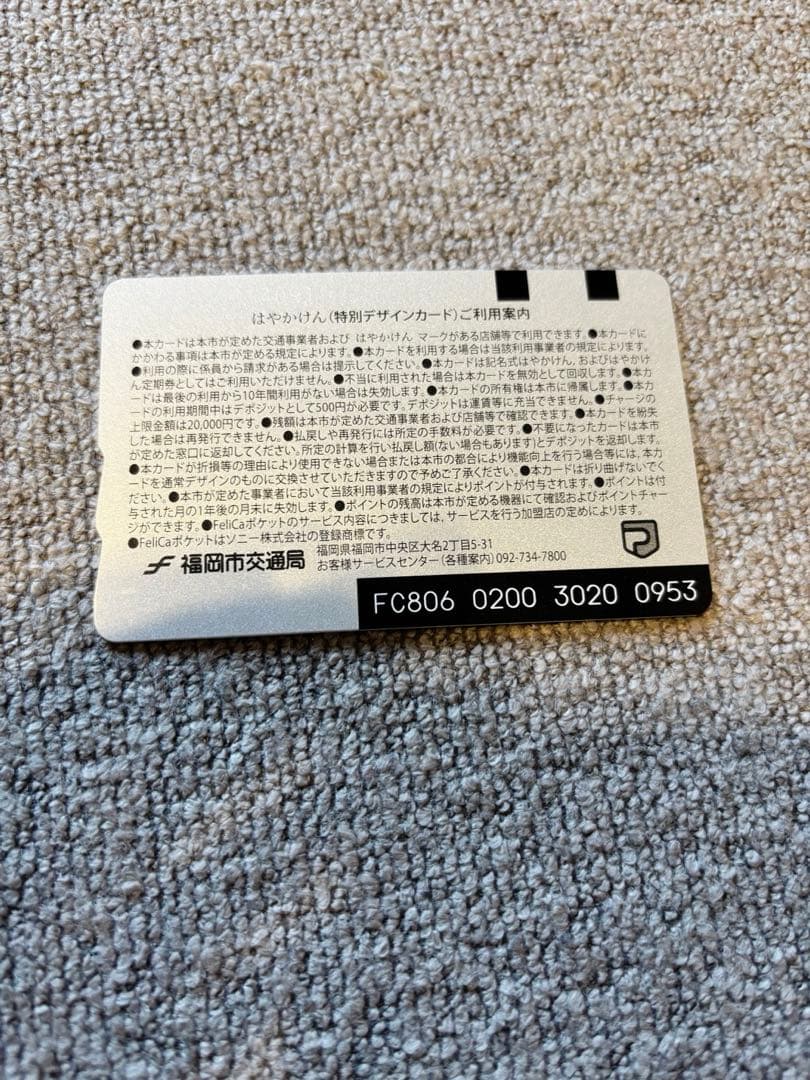 はやかけん(特別デザインカード)ご利用案内
●本カードは本市が定めた交通事業者および はやかけん マークがある店舗等で利用できます。●本カードに
かかわる事項は本市が定める規定によります。●本カードを利用する場合は当該利用事業者の規定によります。
●利用の際に係員から請求がある場合は提示してください。●本カードは記名式はやかけん、およびはやかけ
ん定期券としてはご利用いただけません。●不当に利用された場合は本カードを無効として回収します。●本カ
ードは最後の利用から10年間利用がない場合は失効します。●本カードの所有権は本市に帰属します。●本カ
ードの利用期間中はデポジットとして500円が必要です。デポジットは運賃等に充当できません。●チャージの
上限金額は20,000円です。●残額は本市が定めた交通事業者および店舗等で確認できます。●本カードを紛失
した場合は再発行できません。●払戻しや再発行には所定の手数料が必要です。●不要になったカードは本市
が定めた窓口に返却してください。所定の計算を行い払戻し額(ない場合もあります)とデポジットを返却します。
●本カードが折損等の理由により使用できない場合または本市の都合により機能向上を行う場合等には、本カ
ードを通常デザインのものに交換させていただきますので予めご了承ください。●本カードは折り曲げないでく
ださい。●本市が定めた事業者において当該利用事業者の規定によりポイントが付与されます。●ポイントは付
与された月の1年後の月末に失効します。●ポイントの残高は本市が定める機器にて確認およびポイントチャー
ジができます。●FeliCaポケットのサービス内容につきましては、サービスを行う加盟店の定めによります。
●FeliCaポケットはソニー株式会社の登録商標です。
福岡市交通局 福岡県福岡市中央区大名2丁目5-31
お客様サービスセンター(各種案内)092-734-7800
FC806 0200 3020 0953